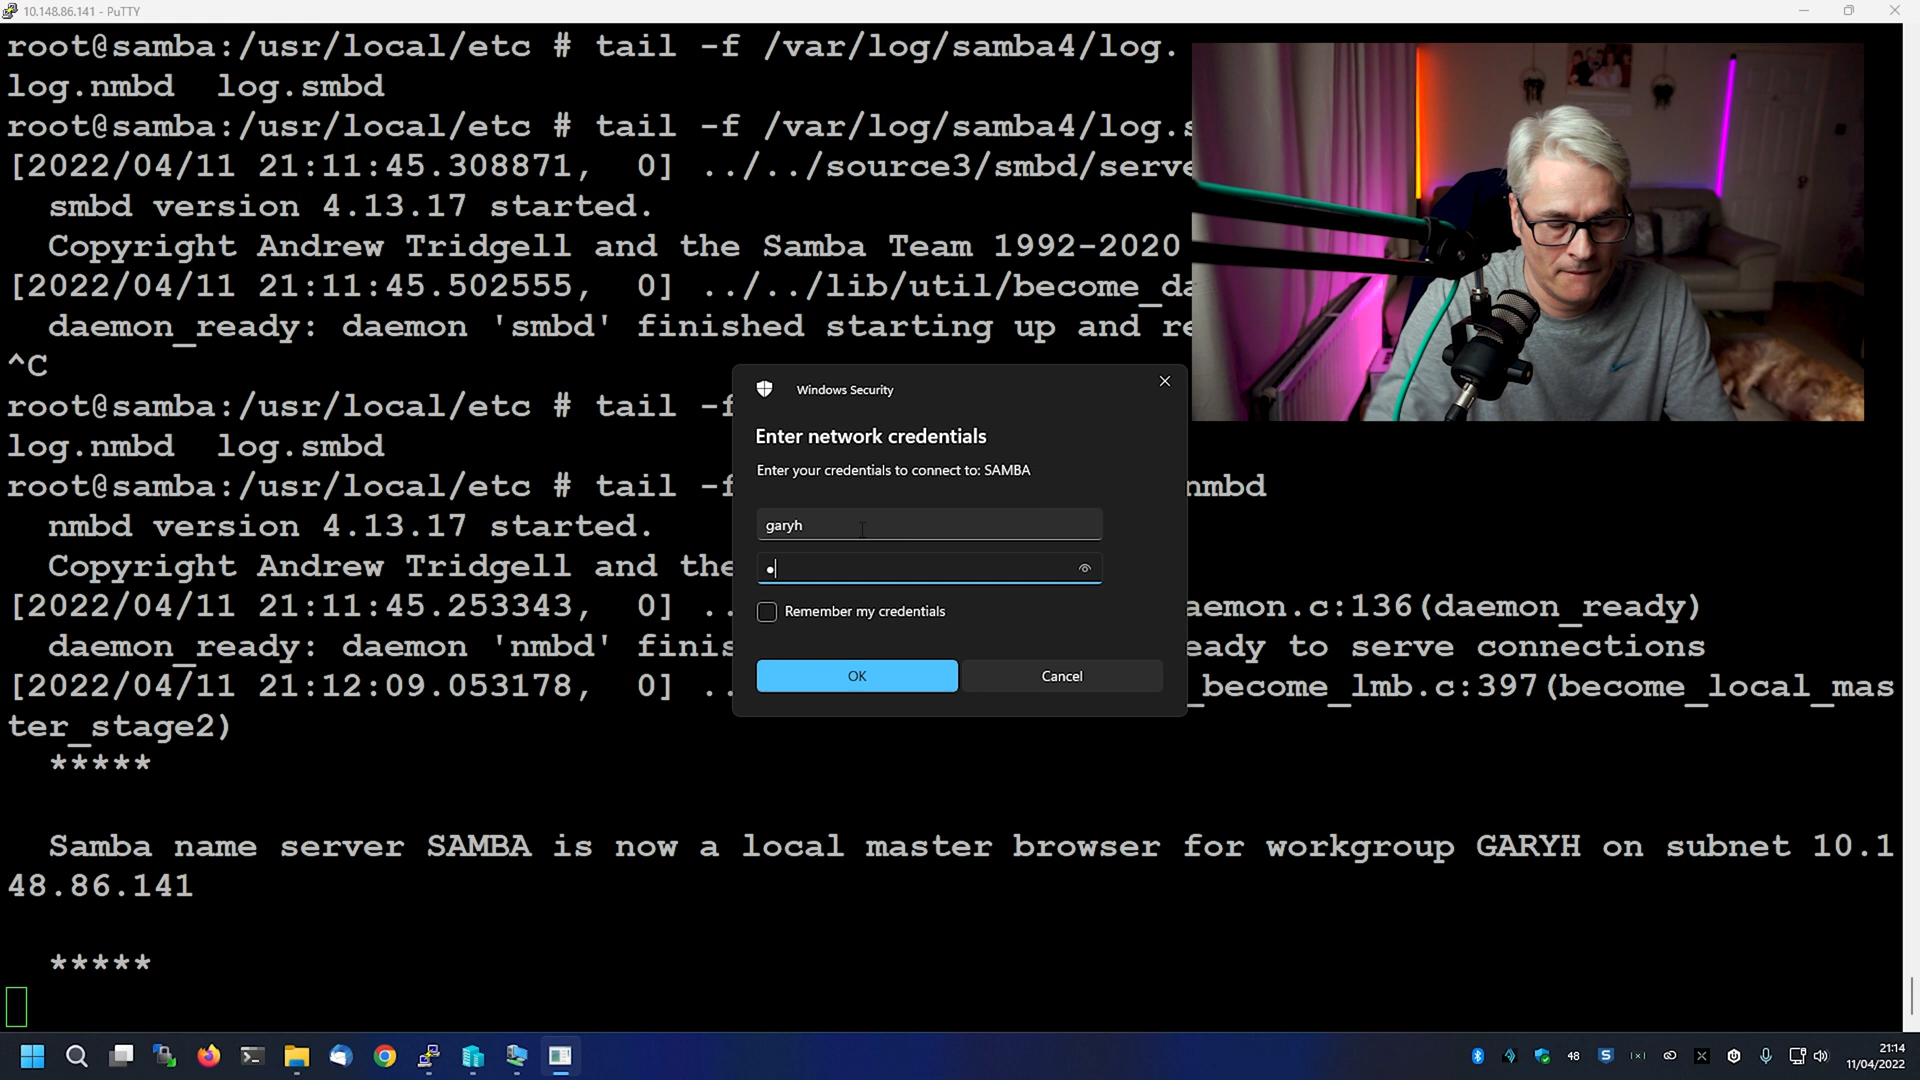 10.148.86.141 - PuTTY
root@samba:/usr/local/etc # tail -f /var/log/samba4/log.
log.nmbd  log.smbd
root@samba:/usr/local/etc # tail -f /var/log/samba4/log.s
[2022/04/11 21:11:45.308871,  0] ../../source3/smbd/serve
smbd version 4.13.17 started.
Copyright Andrew Tridgell and the Samba Team 1992-2020
[2022/04/11 21:11:45.502555,  0] ../../lib/util/become_da
daemon_ready: daemon 'smbd' finished starting up and re
^C
root@samba:/usr/local/etc # tail -f
log.nmbd  log.smbd
root@samba:/usr/local/etc # tail -f nmbd
nmbd version 4.13.17 started.
Copyright Andrew Tridgell and the
[2022/04/11 21:11:45.253343,  0] .. aemon.c:136(daemon_ready)
daemon_ready: daemon 'nmbd' finis eady to serve connections
[2022/04/11 21:12:09.053178,  0] .. _become_lmb.c:397(become_local_mas
ter_stage2)
*****
Samba name server SAMBA is now a local master browser for workgroup GARYH on subnet 10.1
48.86.141
*****
Windows Security
Enter network credentials
Enter your credentials to connect to: SAMBA
garyh
Remember my credentials
OK
Cancel
48
21:14
11/04/2022